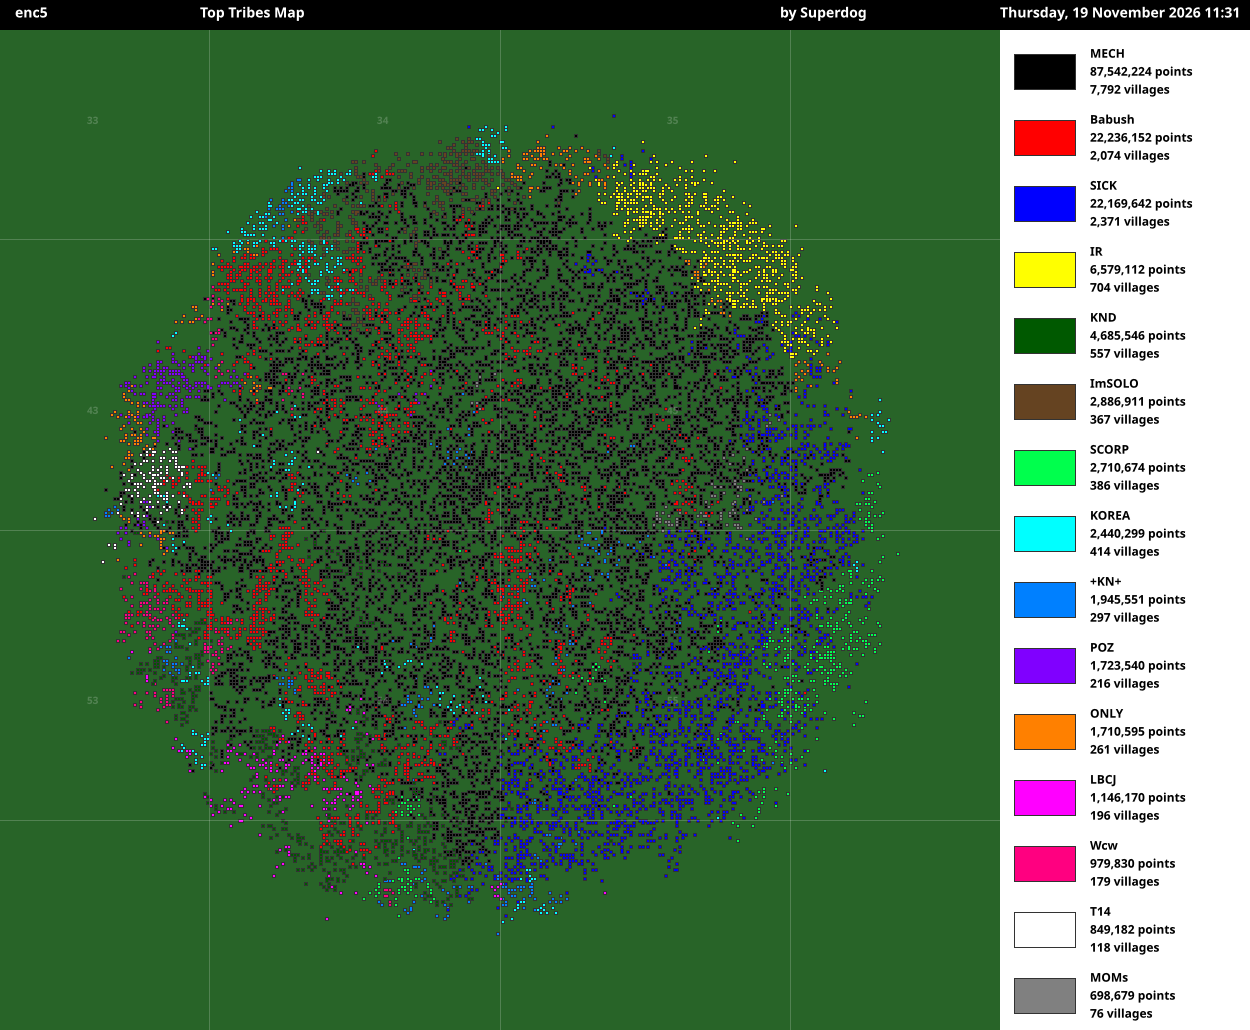 enc5 Top Tribes Map by Superdog Thursday, 19 November 2026 11:31
33 34 35
43
53
MECH
87,542,224 points
7,792 villages
Babush
22,236,152 points
2,074 villages
SICK
22,169,642 points
2,371 villages
IR
6,579,112 points
704 villages
KND
4,685,546 points
557 villages
ImSOLO
2,886,911 points
367 villages
SCORP
2,710,674 points
386 villages
KOREA
2,440,299 points
414 villages
+KN+
1,945,551 points
297 villages
POZ
1,723,540 points
216 villages
ONLY
1,710,595 points
261 villages
LBCJ
1,146,170 points
196 villages
Wcw
979,830 points
179 villages
T14
849,182 points
118 villages
MOMs
698,679 points
76 villages